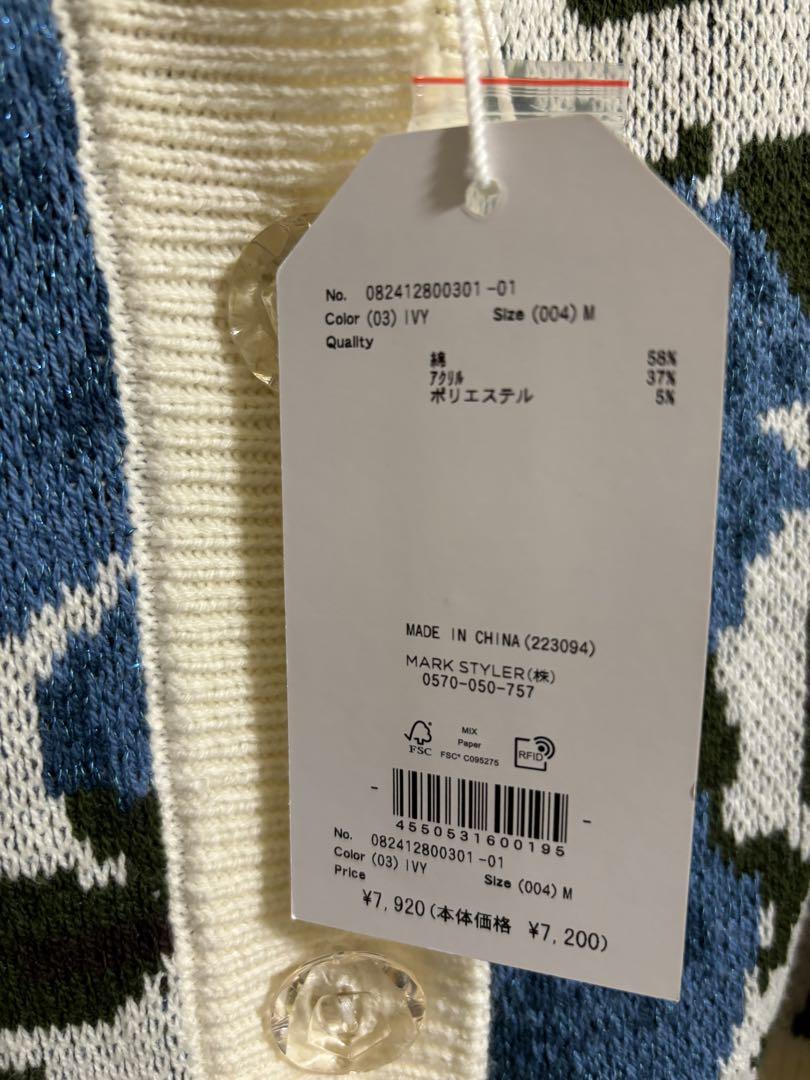 No. 082412800301-01
Color (03) IVY Size (004) M
Quality
綿 58%
アクリル 37%
ポリエステル 5%
MADE IN CHINA(223094)
MARK STYLER(株)
0570-050-757
FSC
MIX
Paper
FSC® C095275
RFID
4550531600195
No. 082412800301-01
Color (03) IVY Size (004) M
Price
¥7,920(本体価格 ¥7,200)